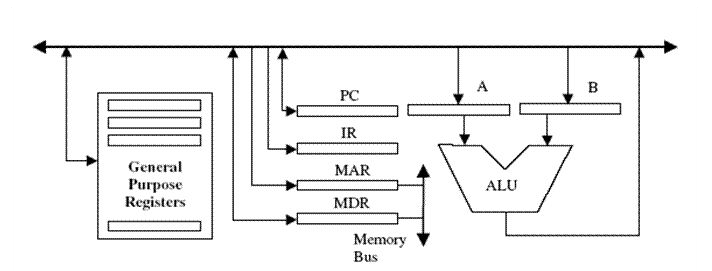 A
B
PC
IR
MAR
MDR
General
Purpose
Registers
ALU
Memory
Bus